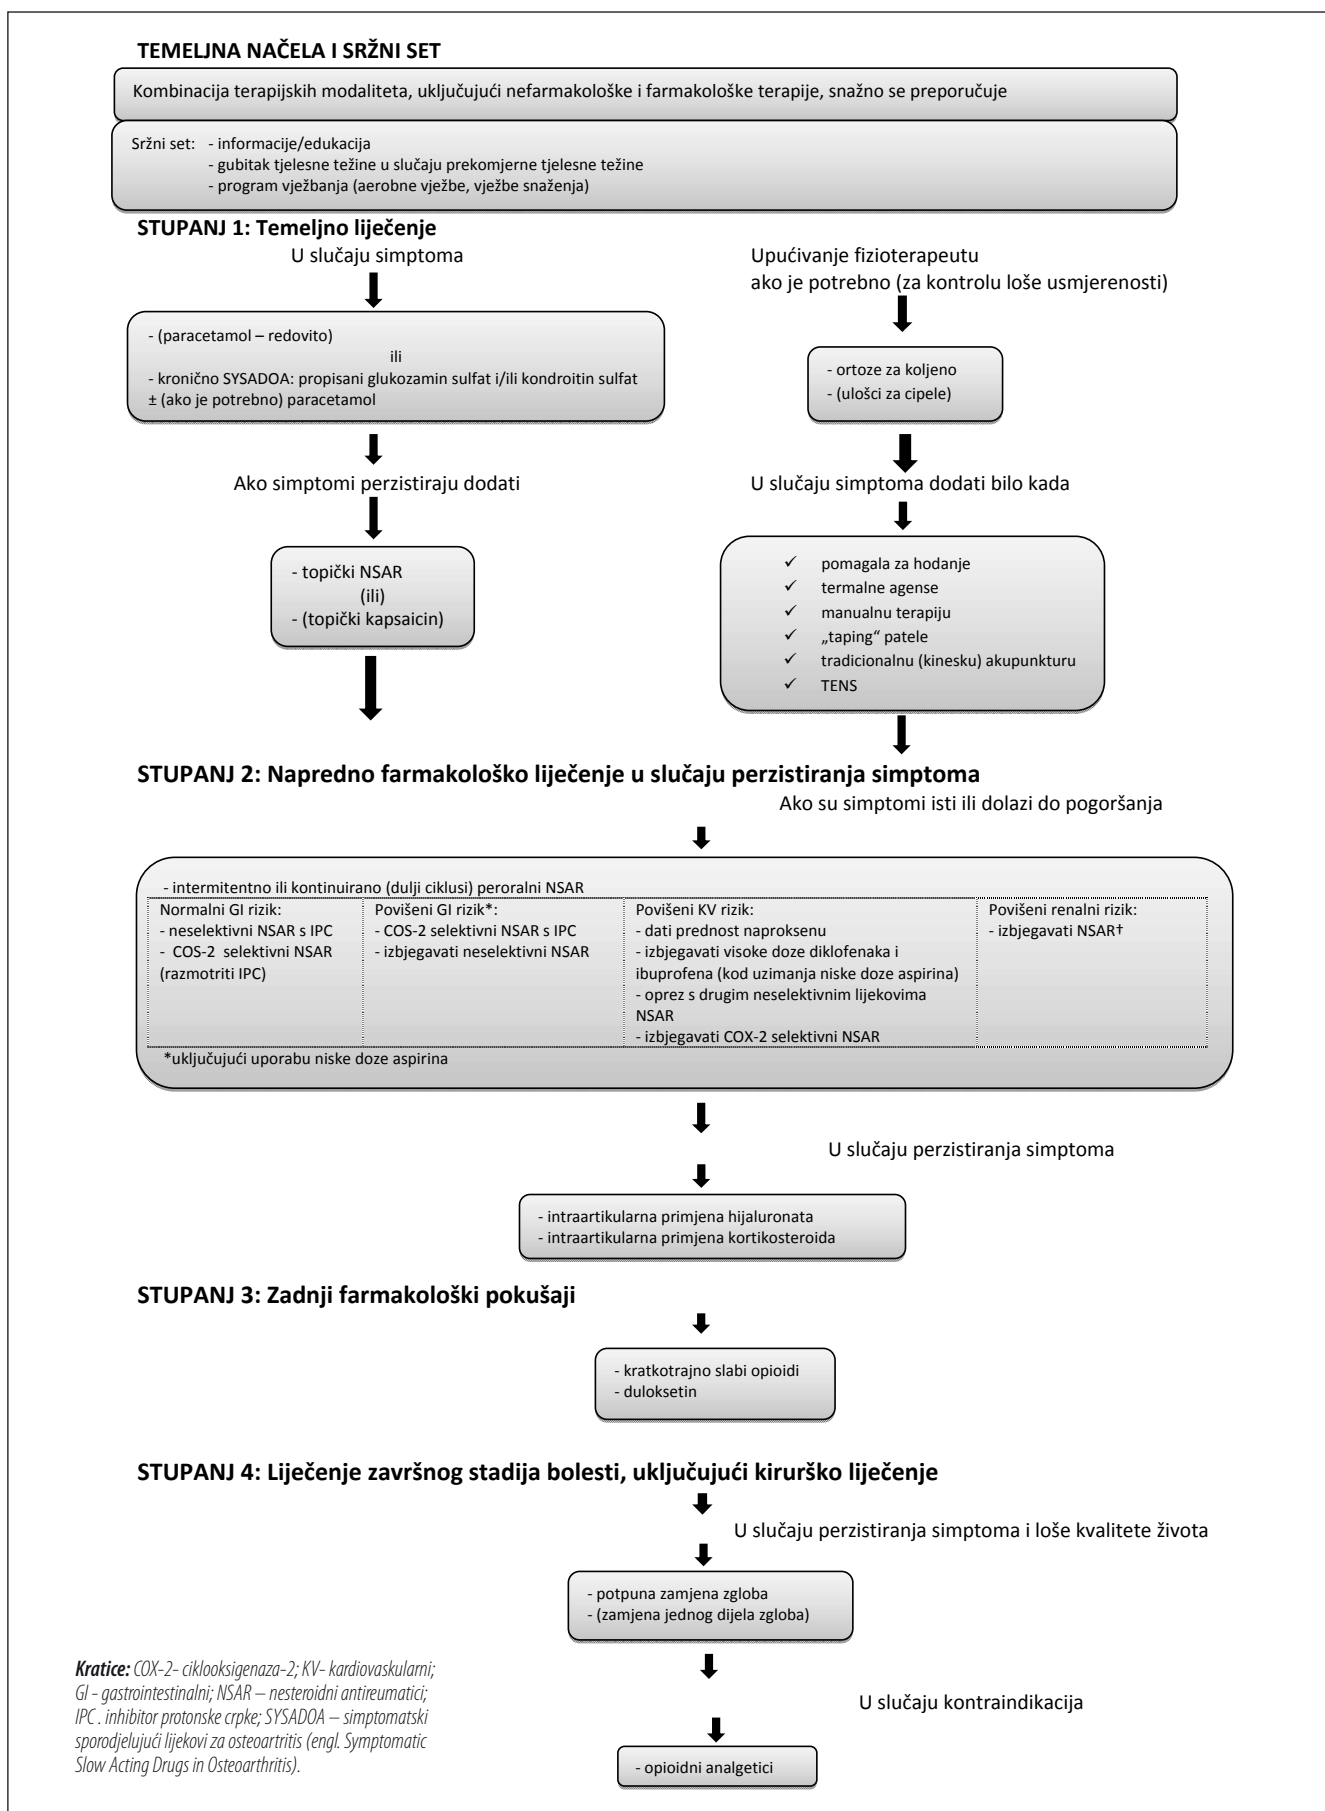 TEMELJNA NAČELA I SRŽNI SET
Kombinacija terapijskih modaliteta, uključujući nefarmakološke i farmakološke terapije, snažno se preporučuje
Sržni set: - informacije/edukacija
- gubitak tjelesne težine u slučaju prekomjerne tjelesne težine
- program vježbanja (aerobne vježbe, vježbe snaženja)
STUPANJ 1: Temeljno liječenje
U slučaju simptoma
- (paracetamol – redovito)
ili
- kronično SYSADOA: propisani glukozamin sulfat i/ili kondroitin sulfat
± (ako je potrebno) paracetamol
Ako simptomi perzistiraju dodati
- topički NSAR
(ili)
- (topički kapsaicin)
Upućivanje fizioterapeutu
ako je potrebno (za kontrolu loše usmjerenosti)
- ortoze za koljeno
- (ulošci za cipele)
U slučaju simptoma dodati bilo kada
✓ pomagala za hodanje
✓ termalne agense
✓ manualnu terapiju
✓ „taping“ patele
✓ tradicionalnu (kinesku) akupunkturu
✓ TENS
STUPANJ 2: Napredno farmakološko liječenje u slučaju perzistiranja simptoma
Ako su simptomi isti ili dolazi do pogoršanja
- intermitentno ili kontinuirano (dulji ciklusi) peroralni NSAR
Normalni GI rizik:
- neselektivni NSAR s IPC
- COS-2 selektivni NSAR
(razmotriti IPC)
Povišeni GI rizik*:
- COS-2 selektivni NSAR s IPC
- izbjegavati neselektivni NSAR
Povišeni KV rizik:
- dati prednost naproksenu
- izbjegavati visoke doze diklofenaka i
ibuprofena (kod uzimanja niske doze aspirina)
- oprez s drugim neselektivnim lijekovima
NSAR
- izbjegavati COX-2 selektivni NSAR
Povišeni renalni rizik:
- izbjegavati NSAR†
*uključujući uporabu niske doze aspirina
U slučaju perzistiranja simptoma
- intraartikularna primjena hijaluronata
- intraartikularna primjena kortikosteroida
STUPANJ 3: Zadnji farmakološki pokušaji
- kratkotrajno slabi opioidi
- duloksetin
STUPANJ 4: Liječenje završnog stadija bolesti, uključujući kirurško liječenje
U slučaju perzistiranja simptoma i loše kvalitete života
- potpuna zamjena zgloba
- (zamjena jednog dijela zgloba)
U slučaju kontraindikacija
- opioidni analgetici
Kratice: COX-2- ciklooksigenaza-2; KV- kardiovaskularni;
GI - gastrointestinalni; NSAR – nesteroidni antireumatici;
IPC . inhibitor protonske crpke; SYSADOA – simptomatski
sporodjelujući lijekovi za osteoartritis (engl. Symptomatic
Slow Acting Drugs in Osteoarthritis).